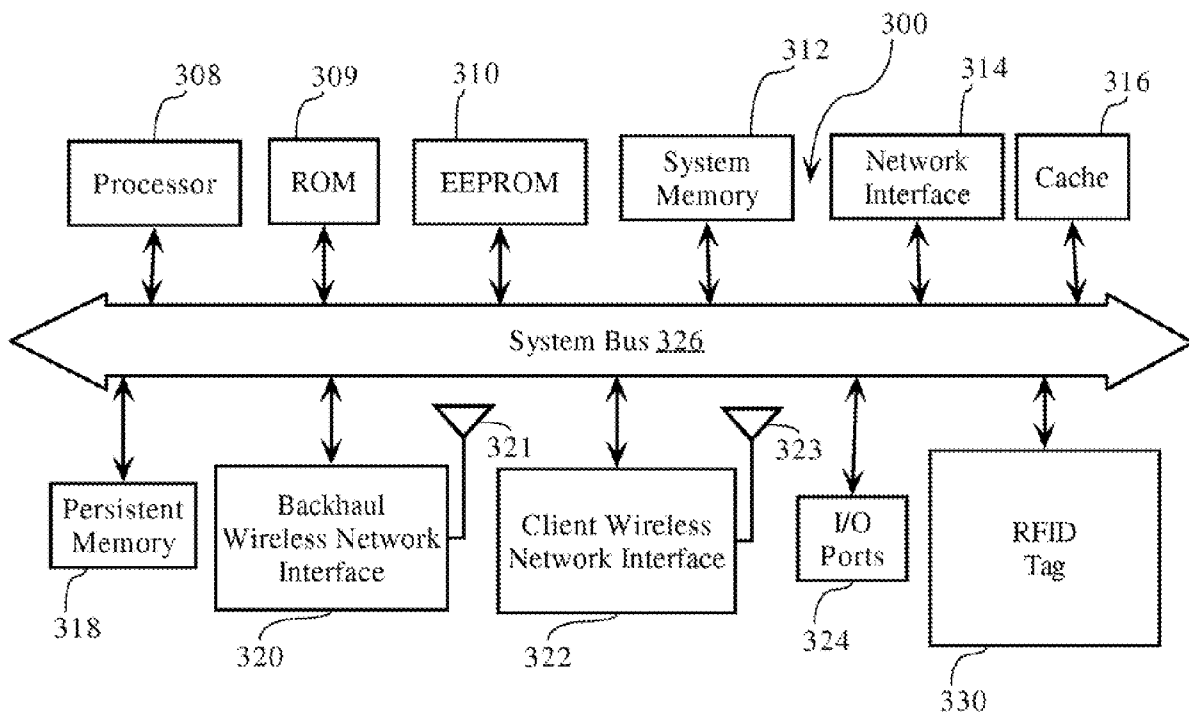 300
308
309
310
312
314
316
Processor
ROM
EEPROM
System
Memory
Network
Interface
Cache
System Bus 326
321
323
Persistent
Memory
Backhaul
Wireless Network
Interface
Client Wireless
Network Interface
I/O
Ports
RFID
Tag
318
320
322
324
330